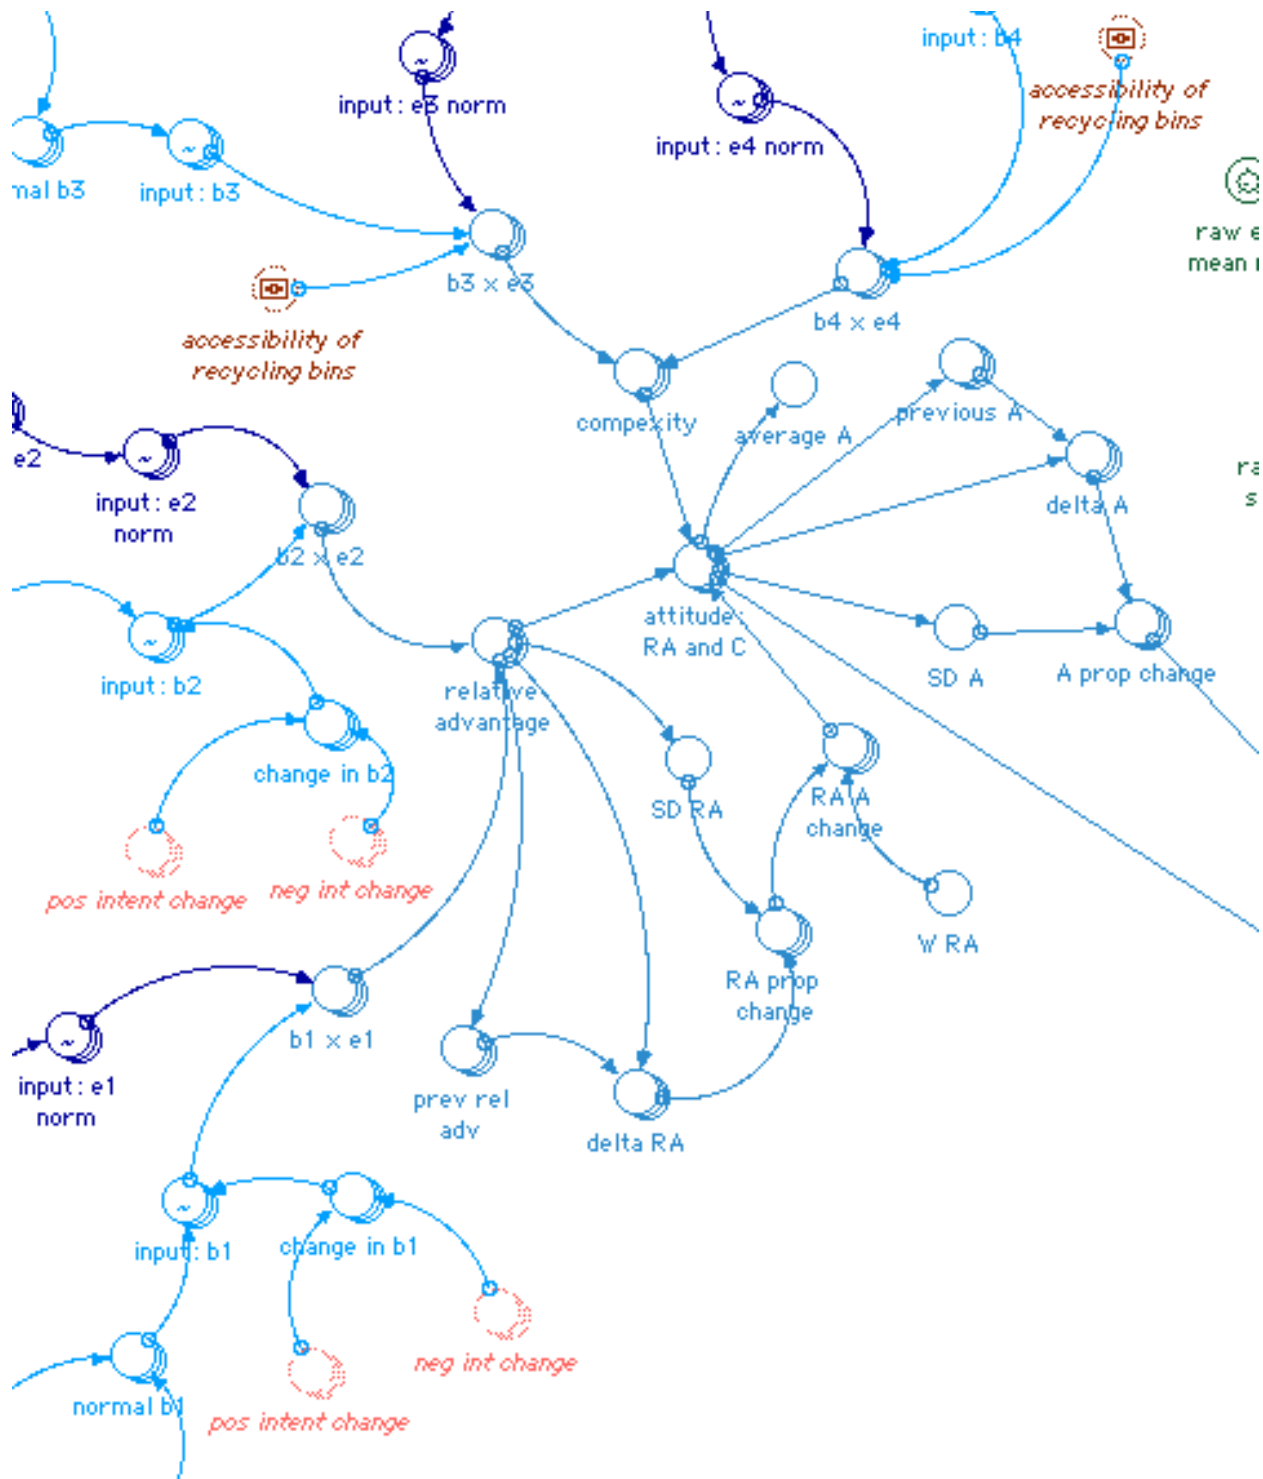 input: b4
accessibility of
recycling bins
input: e3 norm
input: e4 norm
mal b3
input: b3
raw e
mean
b3 x e3
b4 x e4
accessibility of
recycling bins
compexity
average A
previous A
e2
input: e2
norm
ra
s
delta A
b2 x e2
attitude:
RA and C
input: b2
SD A
A prop change
relative
advantage
change in b2
SD RA
RA A
change
pos intent change
neg int change
W RA
RA prop
change
b1 x e1
input: e1
norm
prev rel
adv
delta RA
input: b1
change in b1
neg int change
normal b1
pos intent change